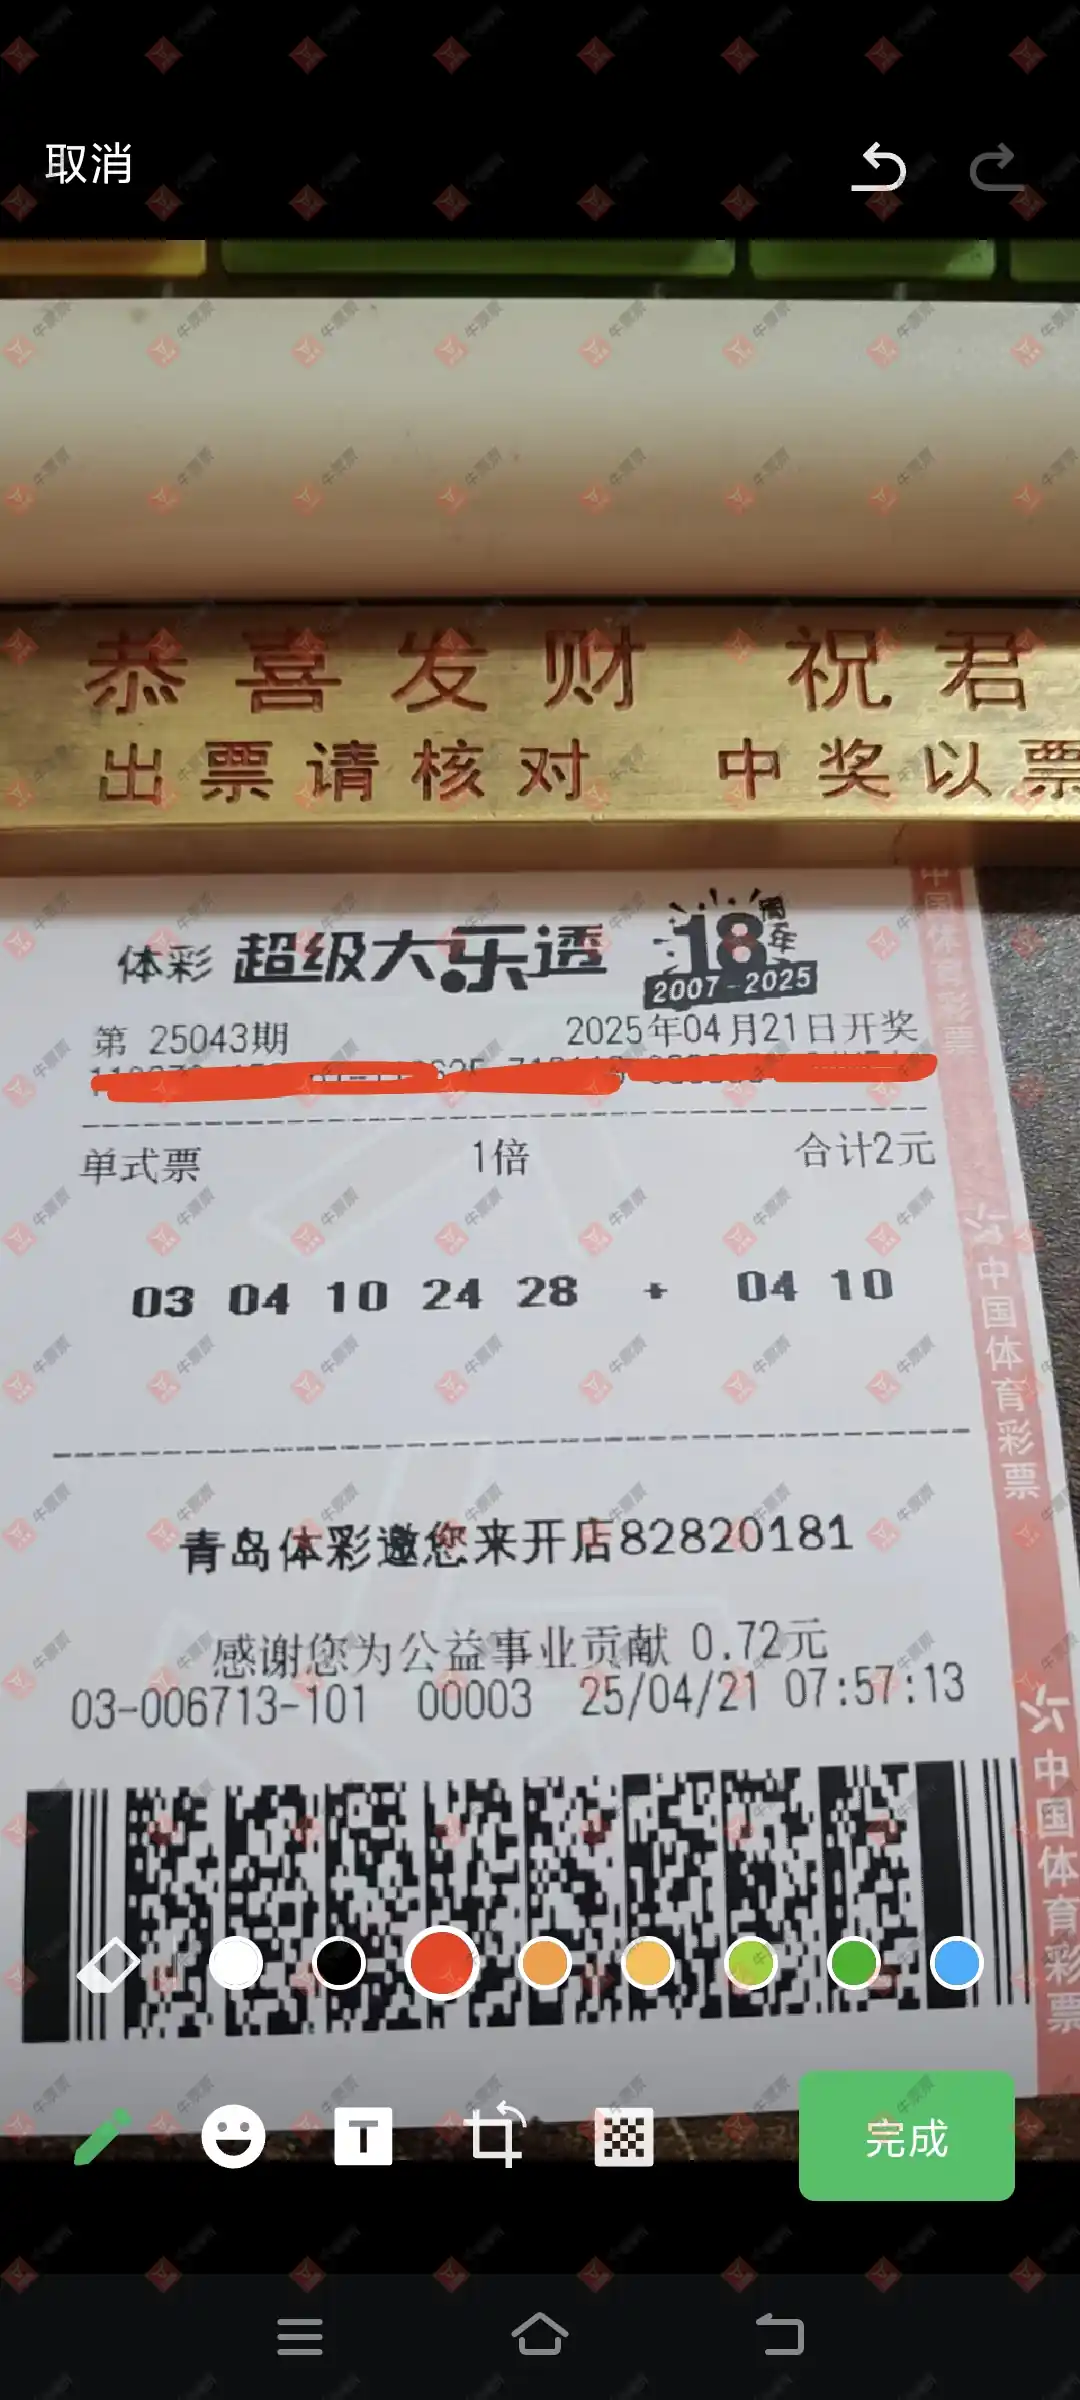 取消
恭喜发财 祝君
出票请核对 中奖以票
中国体育彩票
体彩 超级大乐透 18周年
2007-2025
第 25043期 2025年04月21日开奖
单式票 1倍 合计2元
03 04 10 24 28 + 04 10
中国体育彩票
青岛体彩邀您来开店82820181
感谢您为公益事业贡献 0.72元
03-006713-101 00003 25/04/21 07:57:13
中国体育彩票
T
完成
牛票票